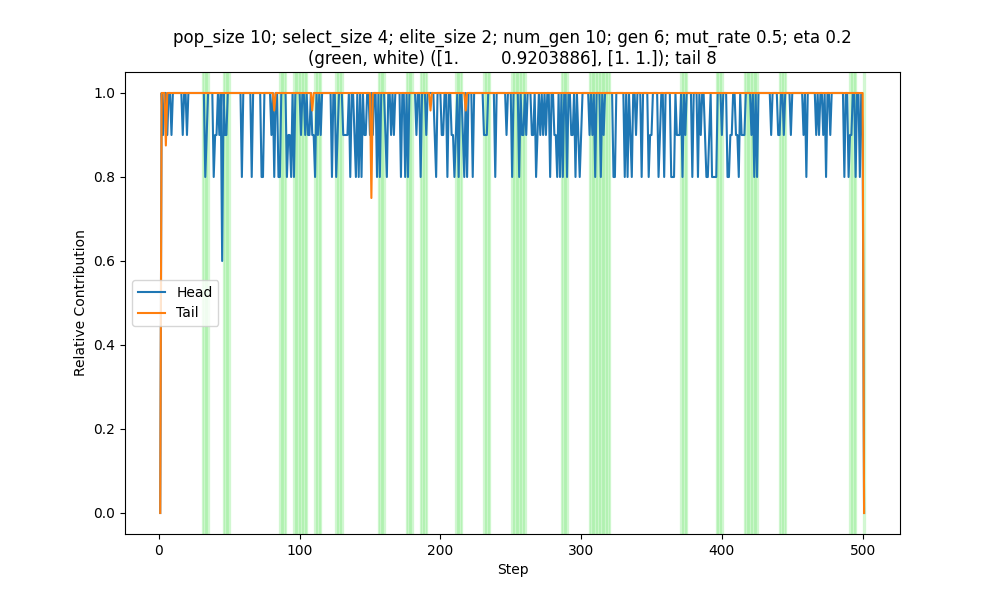 pop_size 10; select_size 4; elite_size 2; num_gen 10; gen 6; mut_rate 0.5; eta 0.2
(green, white) ([1.        0.9203886], [1. 1.]); tail 8
1.0
0.8
0.6
0.4
0.2
0.0
Relative Contribution
Head
Tail
0
100
200
300
400
500
Step